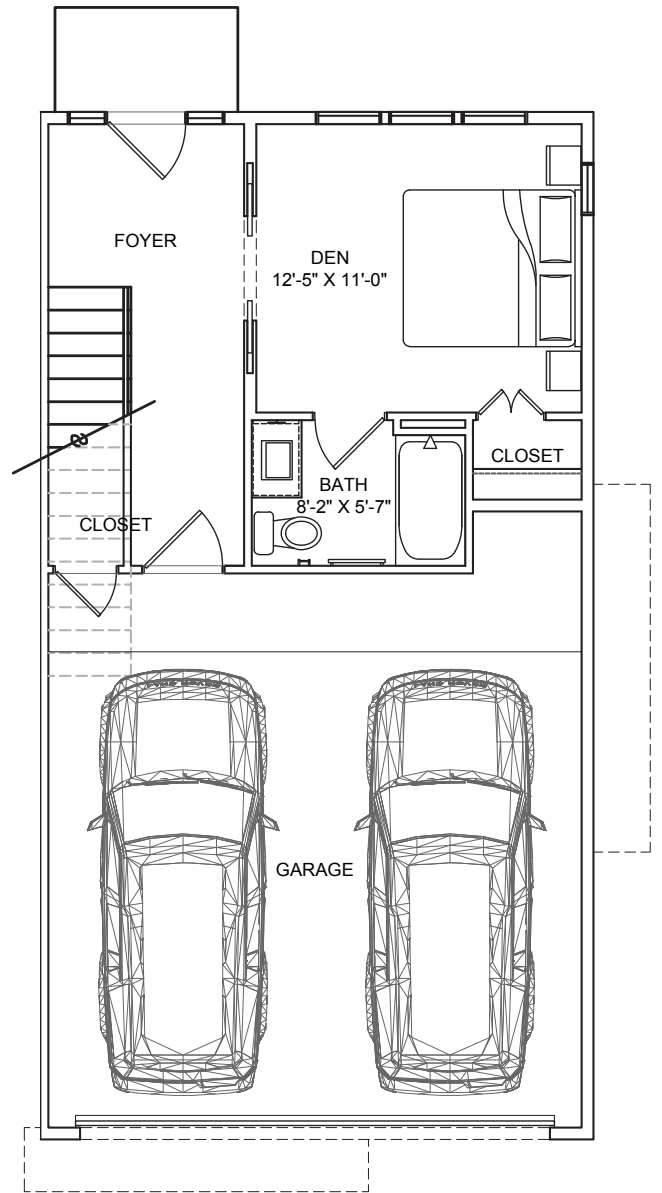 FOYER
DEN
12'-5" X 11'-0"
CLOSET
BATH
8'-2" X 5'-7"
CLOSET
GARAGE